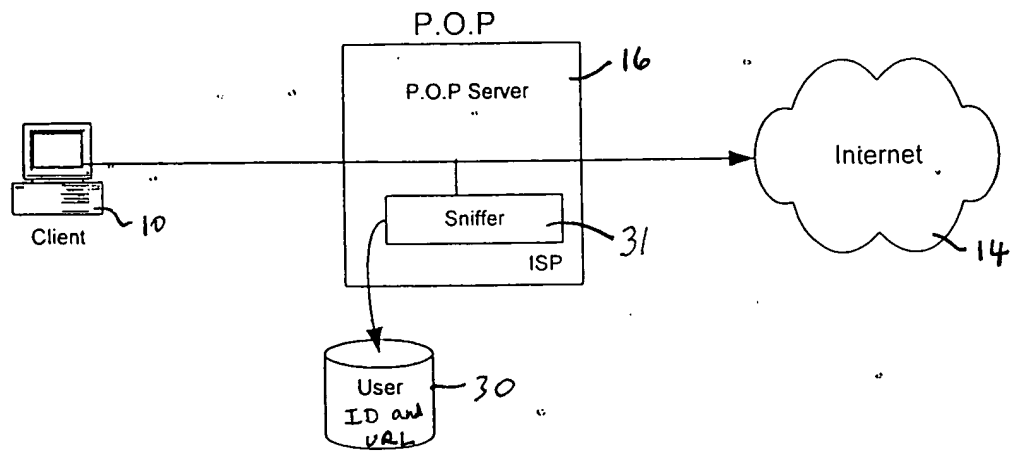 P.O.P
16
P.O.P Server
Internet
Sniffer
31
10
Client
ISP
14
User
ID and
URL
30